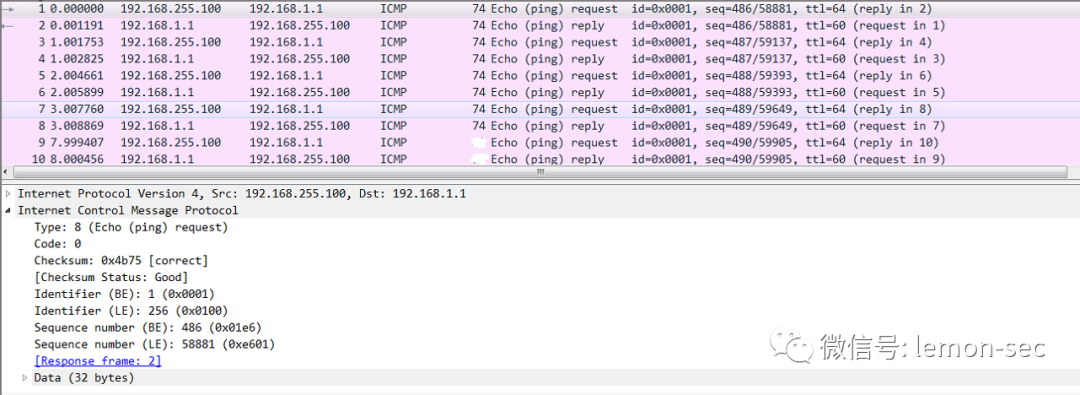 1 0.000000 192.168.255.100 192.168.1.1 ICMP 74 Echo (ping) request id=0x0001, seq=486/58881, ttl=64 (reply in 2)
2 0.001191 192.168.1.1 192.168.255.100 ICMP 74 Echo (ping) reply id=0x0001, seq=486/58881, ttl=60 (request in 1)
3 1.001753 192.168.255.100 192.168.1.1 ICMP 74 Echo (ping) request id=0x0001, seq=487/59137, ttl=64 (reply in 4)
4 1.002825 192.168.1.1 192.168.255.100 ICMP 74 Echo (ping) reply id=0x0001, seq=487/59137, ttl=60 (request in 3)
5 2.004661 192.168.255.100 192.168.1.1 ICMP 74 Echo (ping) request id=0x0001, seq=488/59393, ttl=64 (reply in 6)
6 2.005899 192.168.1.1 192.168.255.100 ICMP 74 Echo (ping) reply id=0x0001, seq=488/59393, ttl=60 (request in 5)
7 3.007760 192.168.255.100 192.168.1.1 ICMP 74 Echo (ping) request id=0x0001, seq=489/59649, ttl=64 (reply in 8)
8 3.008869 192.168.1.1 192.168.255.100 ICMP 74 Echo (ping) reply id=0x0001, seq=489/59649, ttl=60 (request in 7)
9 7.999407 192.168.255.100 192.168.1.1 ICMP Echo (ping) request id=0x0001, seq=490/59905, ttl=64 (reply in 10)
10 8.000456 192.168.1.1 192.168.255.100 ICMP Echo (ping) reply id=0x0001, seq=490/59905, ttl=60 (request in 9)
Internet Protocol Version 4, Src: 192.168.255.100, Dst: 192.168.1.1
Internet Control Message Protocol
Type: 8 (Echo (ping) request)
Code: 0
Checksum: 0x4b75 [correct]
[Checksum Status: Good]
Identifier (BE): 1 (0x0001)
Identifier (LE): 256 (0x0100)
Sequence number (BE): 486 (0x01e6)
Sequence number (LE): 58881 (0xe601)
[Response frame: 2]
Data (32 bytes)
微信号: lemon-sec